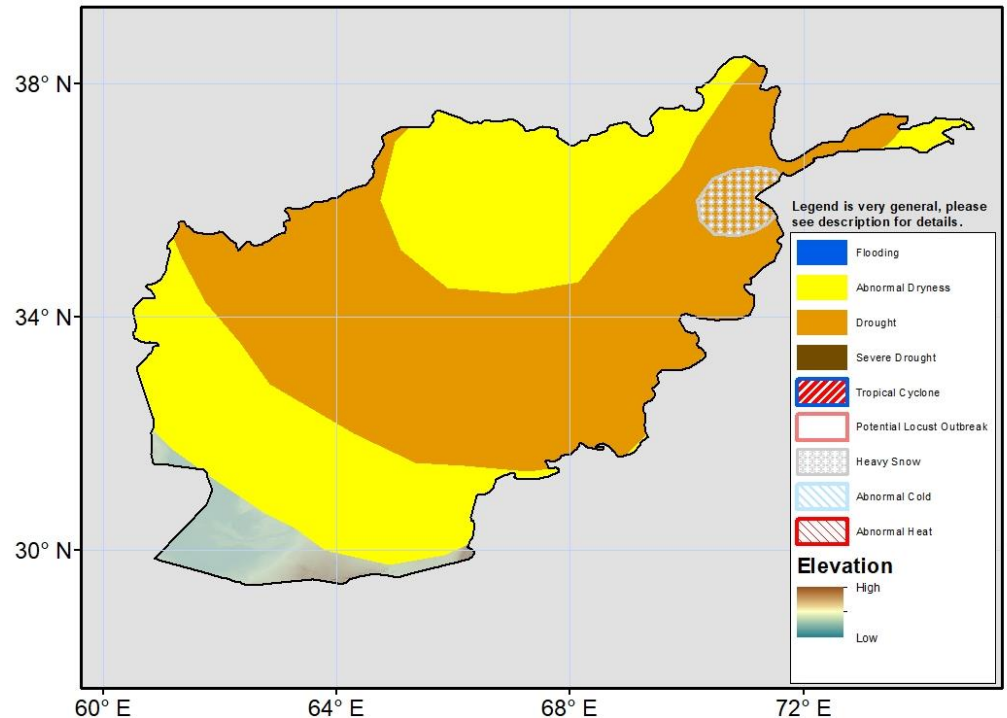 38° N
34° N
30° N
60° E
64° E
68° E
72° E
Legend is very general, please
see description for details.
Flooding
Abnormal Dryness
Drought
Severe Drought
Tropical Cyclone
Potential Locust Outbreak
Heavy Snow
Abnormal Cold
Abnormal Heat
Elevation
High
Low